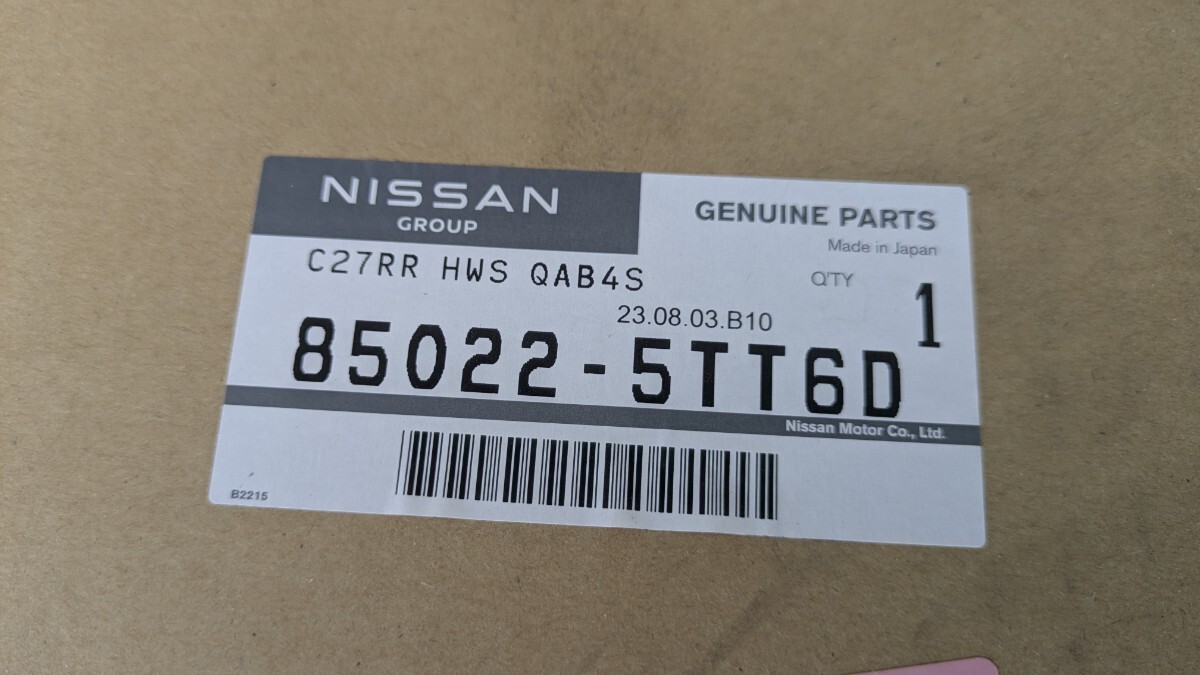 NISSAN
GROUP
GENUINE PARTS
Made in Japan
C27RR HWS QAB4S
Q'TY 1
23.08.03.B10
85022-5TT6D
Nissan Motor Co., Ltd.
B2215